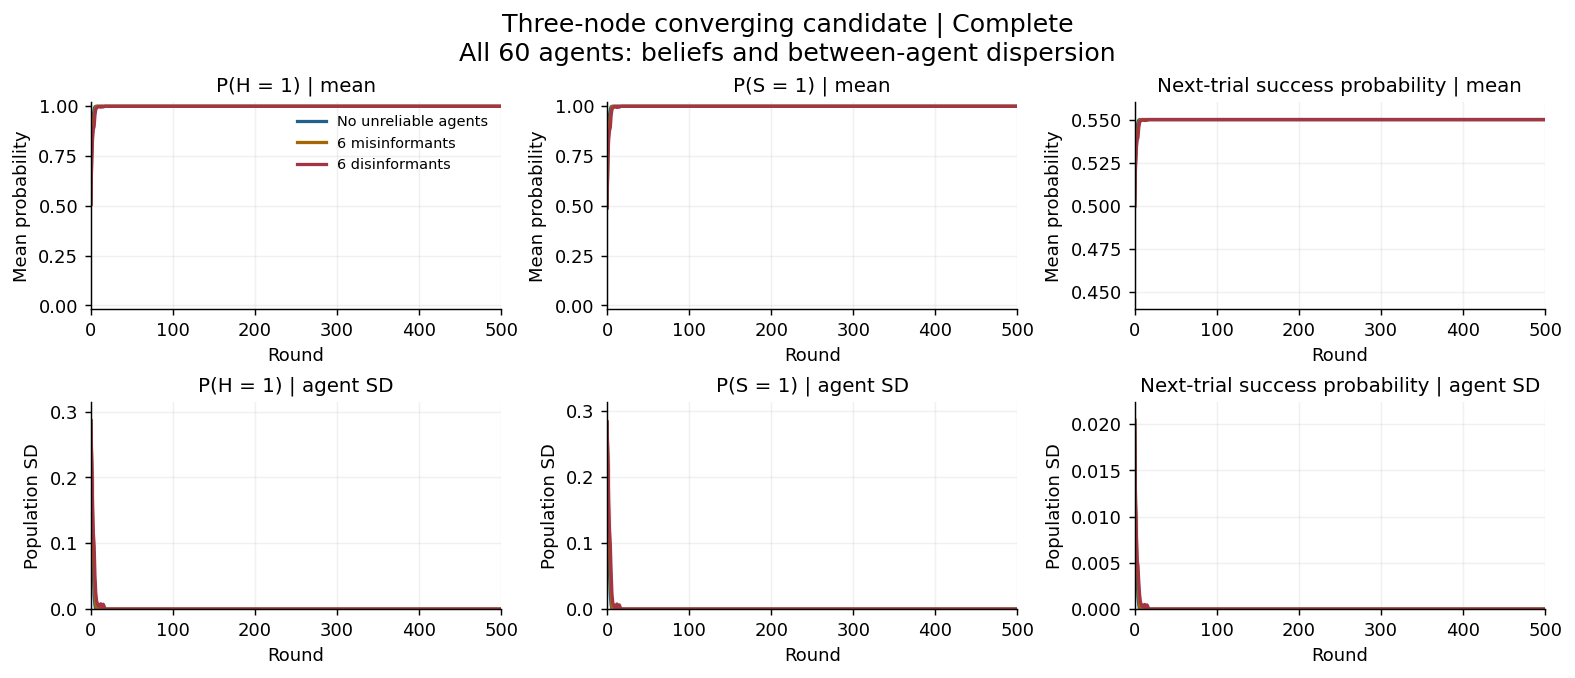 Three-node converging candidate | Complete
All 60 agents: beliefs and between-agent dispersion
P(H = 1) | mean
Mean probability
1.00
0.75
0.50
0.25
0.00
No unreliable agents
6 misinformants
6 disinformants
0 100 200 300 400 500
Round
P(S = 1) | mean
Mean probability
1.00
0.75
0.50
0.25
0.00
0 100 200 300 400 500
Round
Next-trial success probability | mean
Mean probability
0.550
0.525
0.500
0.475
0.450
0 100 200 300 400 500
Round
P(H = 1) | agent SD
Population SD
0.3
0.2
0.1
0.0
0 100 200 300 400 500
Round
P(S = 1) | agent SD
Population SD
0.3
0.2
0.1
0.0
0 100 200 300 400 500
Round
Next-trial success probability | agent SD
Population SD
0.020
0.015
0.010
0.005
0.000
0 100 200 300 400 500
Round